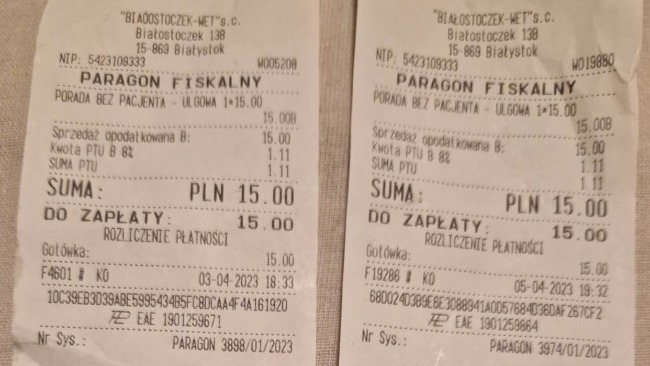 "BIAOOSTOCZEK-WET"s.c.
Białostoczek 13B
15-869 Białystok
NIP: 5423109333 W005208
PARAGON FISKALNY
PORADA BEZ PACJENTA - ULGOWA 1*15.00
15.00B
Sprzedaż opodatkowana B: 15.00
Kwota PTU B 8% 1.11
SUMA PTU 1.11
SUMA: PLN 15.00
DO ZAPŁATY: 15.00
ROZLICZENIE PŁATNOŚCI
Gotówka: 15.00
F4601 # KO 03-04-2023 18:33
10C39EB3D39ABE5995434B5FC8DCAA4F4A161920
EAE 1901259671
Nr Sys.: PARAGON 3898/01/2023
"BIAŁOSTOCZEK-WET"s.c.
Białostoczek 13B
15-869 Białystok
NIP: 5423109333 W019880
PARAGON FISKALNY
PORADA BEZ PACJENTA - ULGOWA 1*15.00
15.00B
Sprzedaż opodatkowana B: 15.00
Kwota PTU B 8% 1.11
SUMA PTU 1.11
SUMA: PLN 15.00
DO ZAPŁATY: 15.00
ROZLICZENIE PŁATNOŚCI
Gotówka: 15.00
F19286 # KO 05-04-2023 19:32
68D024D3B9E6E3088941A0D57684D36DAF267CF2
EAE 1901259864
Nr Sys.: PARAGON 3974/01/2023